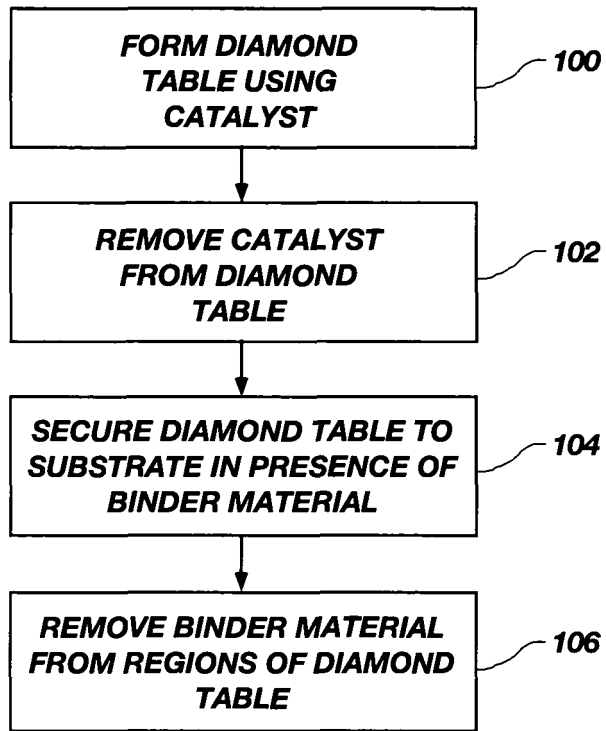 FORM DIAMOND
TABLE USING
CATALYST
100
REMOVE CATALYST
FROM DIAMOND
TABLE
102
SECURE DIAMOND TABLE TO
SUBSTRATE IN PRESENCE OF
BINDER MATERIAL
104
REMOVE BINDER MATERIAL
FROM REGIONS OF DIAMOND
TABLE
106